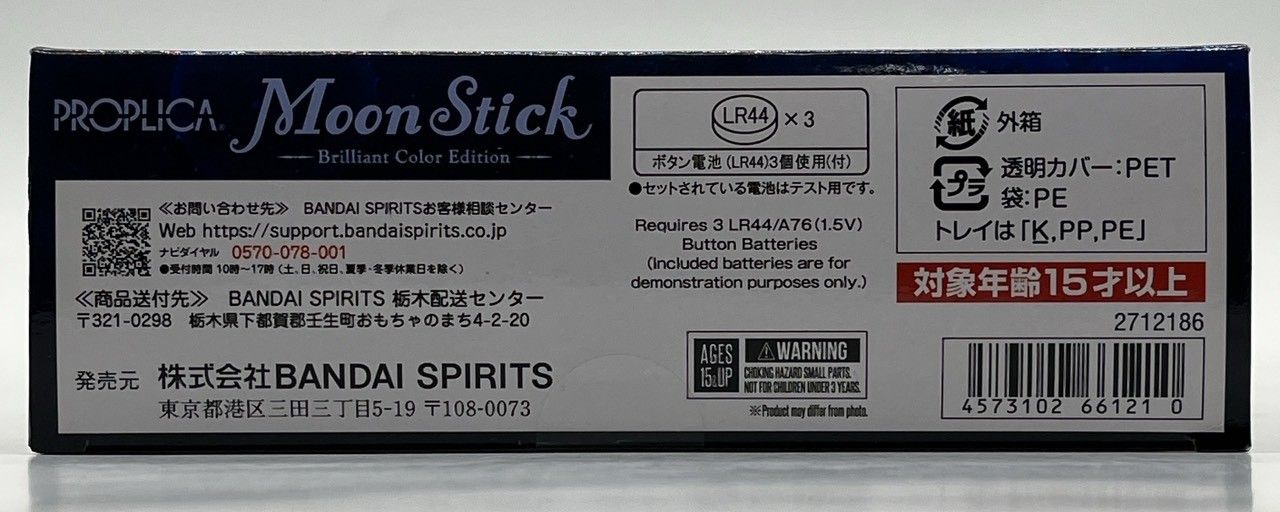 PROPLICA® Moon Stick
Brilliant Color Edition
≪お問い合わせ先≫ BANDAI SPIRITSお客様相談センター
Web https://support.bandaispirits.co.jp
ナビダイヤル 0570-078-001
●受付時間 10時~17時(土、日、祝日、夏季・冬季休業日を除く)
≪商品送付先≫ BANDAI SPIRITS 栃木配送センター
〒321-0298 栃木県下都賀郡壬生町おもちゃのまち4-2-20
発売元 株式会社BANDAI SPIRITS
東京都港区三田三丁目5-19 〒108-0073
LR44 ×3
ボタン電池(LR44)3個使用(付)
●セットされている電池はテスト用です。
Requires 3 LR44/A76(1.5V)
Button Batteries
(included batteries are for
demonstration purposes only.)
AGES
15&UP
⚠WARNING
CHOKING HAZARD SMALL PARTS.
NOT FOR CHILDREN UNDER 3 YEARS.
※Product may differ from photo.
紙 外箱
プラ 透明カバー:PET
袋:PE
トレイは「K,PP,PE」
対象年齢15才以上
2712186
4573102 66121 0